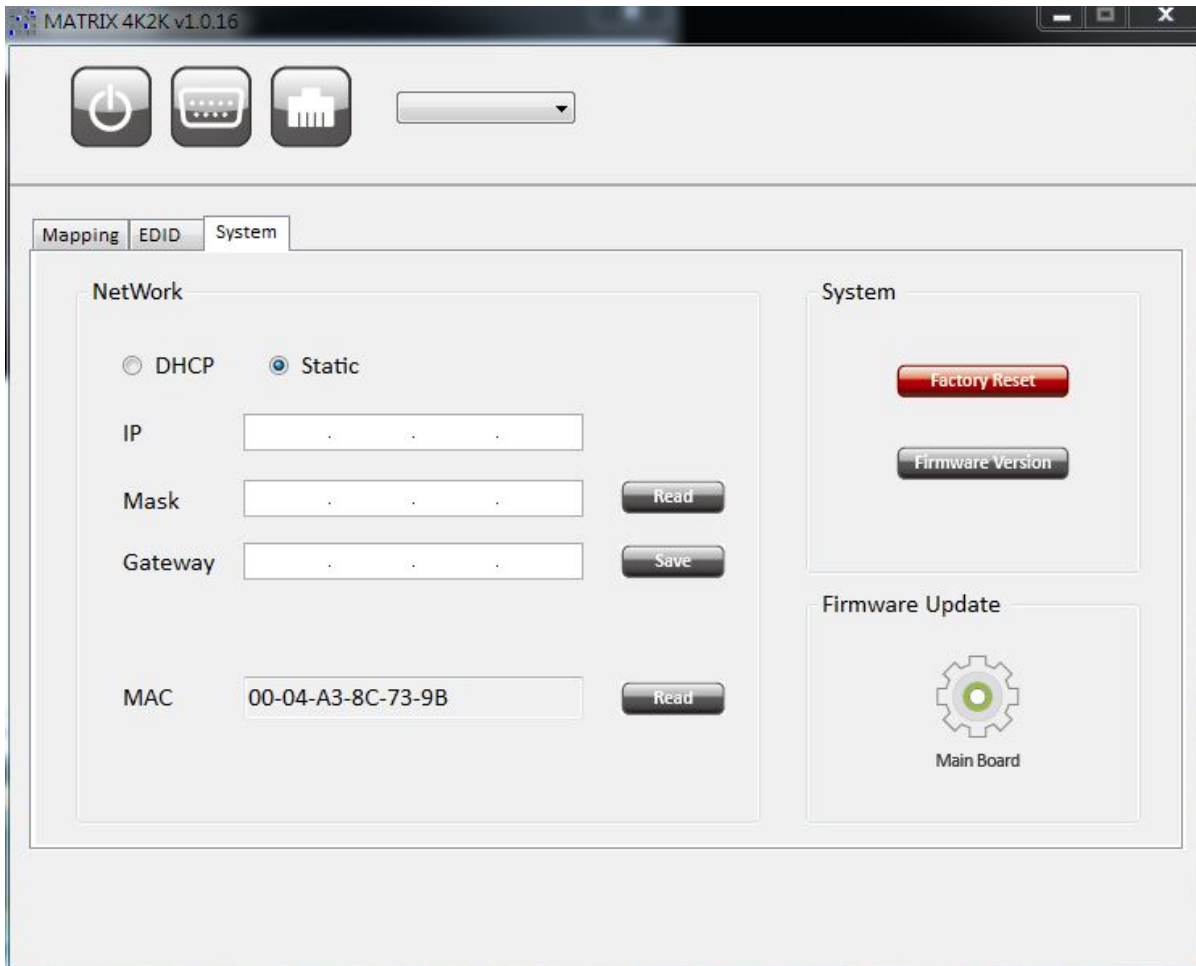 MATRIX 4K2K v1.0.16
Mapping EDID System
NetWork
DHCP Static
IP . . .
Mask . . . Read
Gateway . . . Save
MAC 00-04-A3-8C-73-9B Read
System
Factory Reset
Firmware Version
Firmware Update
Main Board